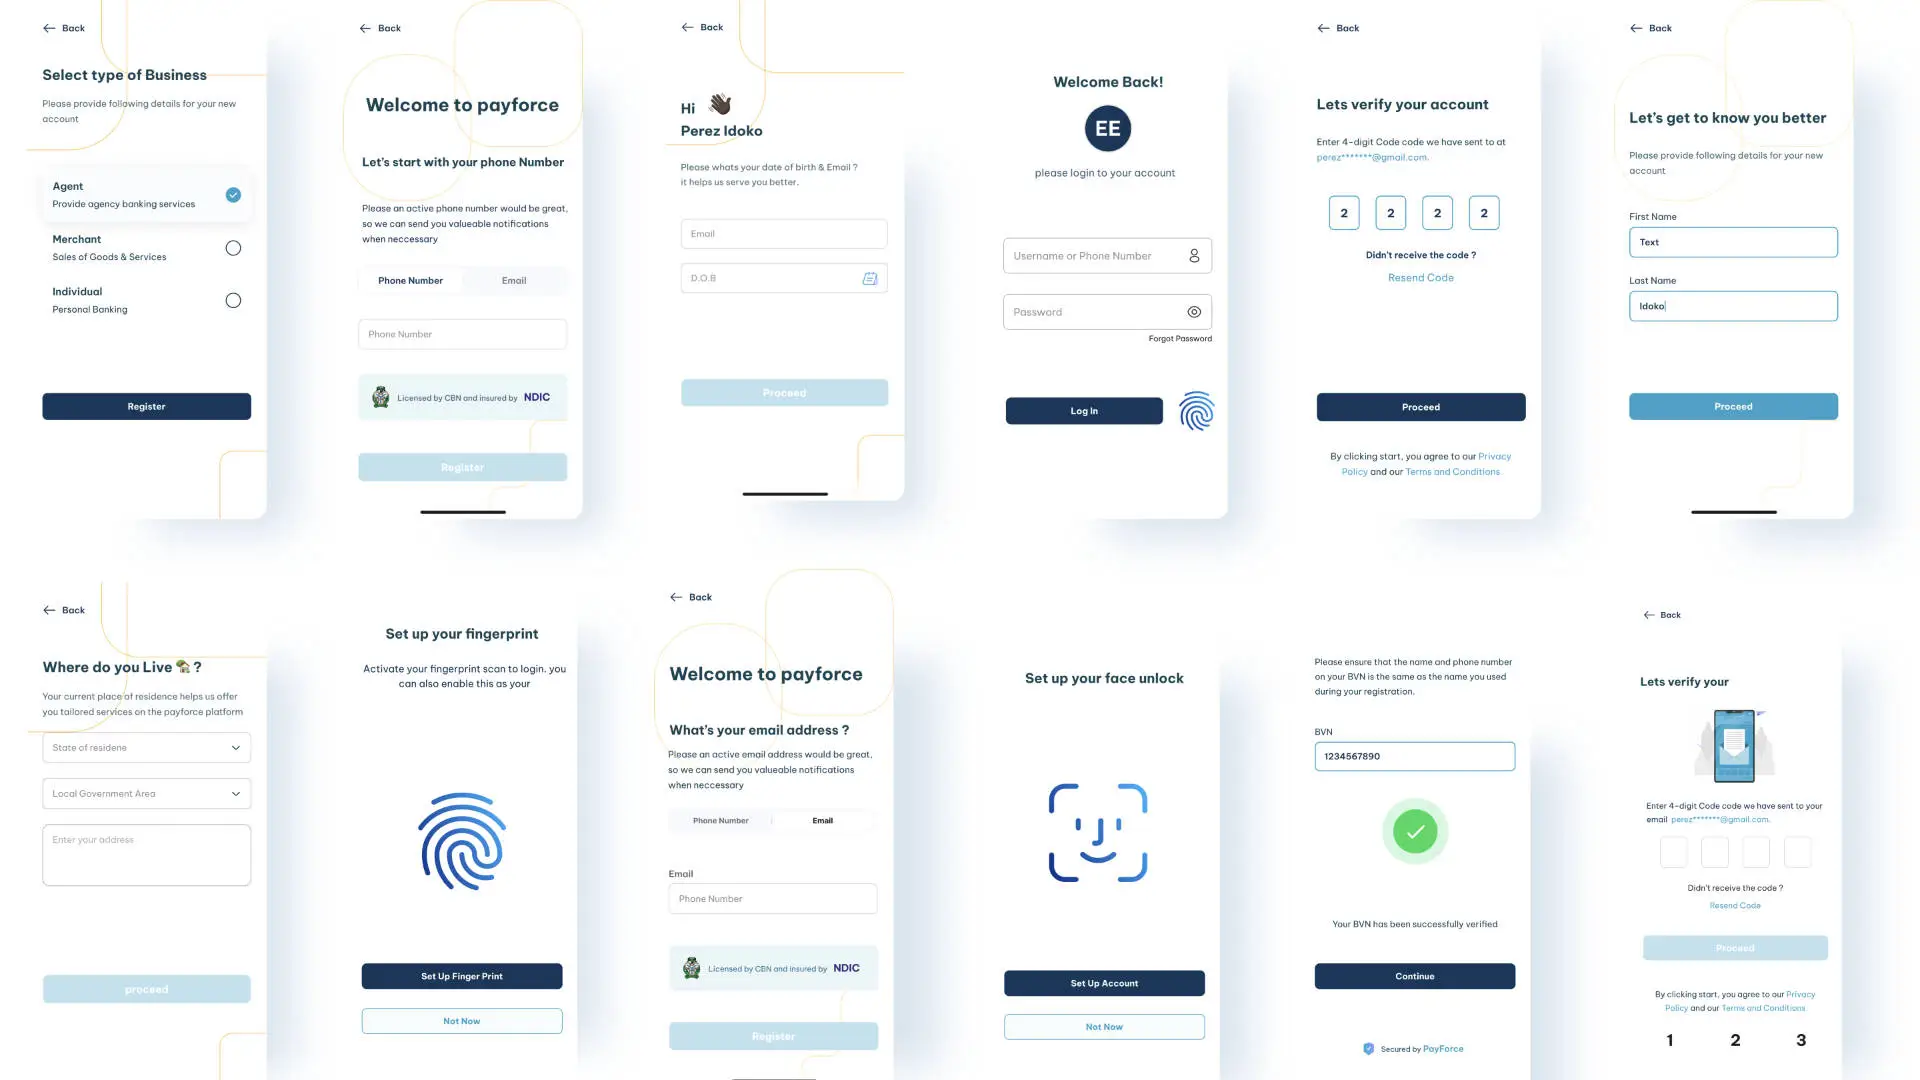 Back
Select type of Business
Please provide following details for your new
account
Agent
Provide agency banking services
Merchant
Sales of Goods & Services
Individual
Personal Banking
Register
Back
Welcome to payforce
Let's start with your phone Number
Please an active phone number would be great,
so we can send you valueable notifications
when neccessary
Phone Number Email
Phone Number
Licensed by CBN and insured by NDIC
Register
Back
Hi
Perez Idoko
Please whats your date of birth & Email ?
it helps us serve you better.
Email
D.O.B
Proceed
Welcome Back!
EE
please login to your account
Username or Phone Number
Password
Forgot Password
Log In
Back
Lets verify your account
Enter 4-digit Code code we have sent to at
perez*******@gmail.com.
2 2 2 2
Didn't receive the code ?
Resend Code
Proceed
By clicking start, you agree to our Privacy
Policy and our Terms and Conditions
Back
Let's get to know you better
Please provide following details for your new
account
First Name
Text
Last Name
Idoko
Proceed
Back
Where do you Live ?
Your current place of residence helps us offer
you tailored services on the payforce platform
State of residene
Local Government Area
Enter your address
proceed
Set up your fingerprint
Activate your fingerprint scan to login. you
can also enable this as your
Set Up Finger Print
Not Now
Back
Welcome to payforce
What's your email address ?
Please an active email address would be great,
so we can send you valueable notifications
when neccessary
Phone Number Email
Email
Phone Number
Licensed by CBN and insured by NDIC
Register
Set up your face unlock
Set Up Account
Not Now
Please ensure that the name and phone number
on your BVN is the same as the name you used
during your registration.
BVN
1234567890
Your BVN has been successfully verified
Continue
Secured by PayForce
Back
Lets verify your
Enter 4-digit Code code we have sent to your
email perez*******@gmail.com.
Didn't receive the code ?
Resend Code
Proceed
By clicking start, you agree to our Privacy
Policy and our Terms and Conditions
1 2 3